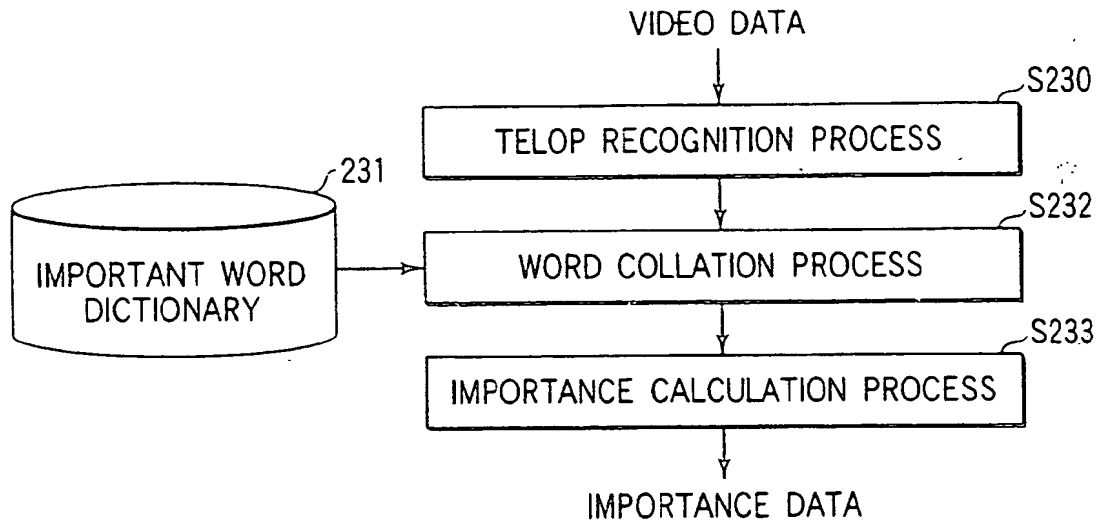 VIDEO DATA
S230
TELOP RECOGNITION PROCESS
231
S232
IMPORTANT WORD
DICTIONARY
WORD COLLATION PROCESS
S233
IMPORTANCE CALCULATION PROCESS
IMPORTANCE DATA